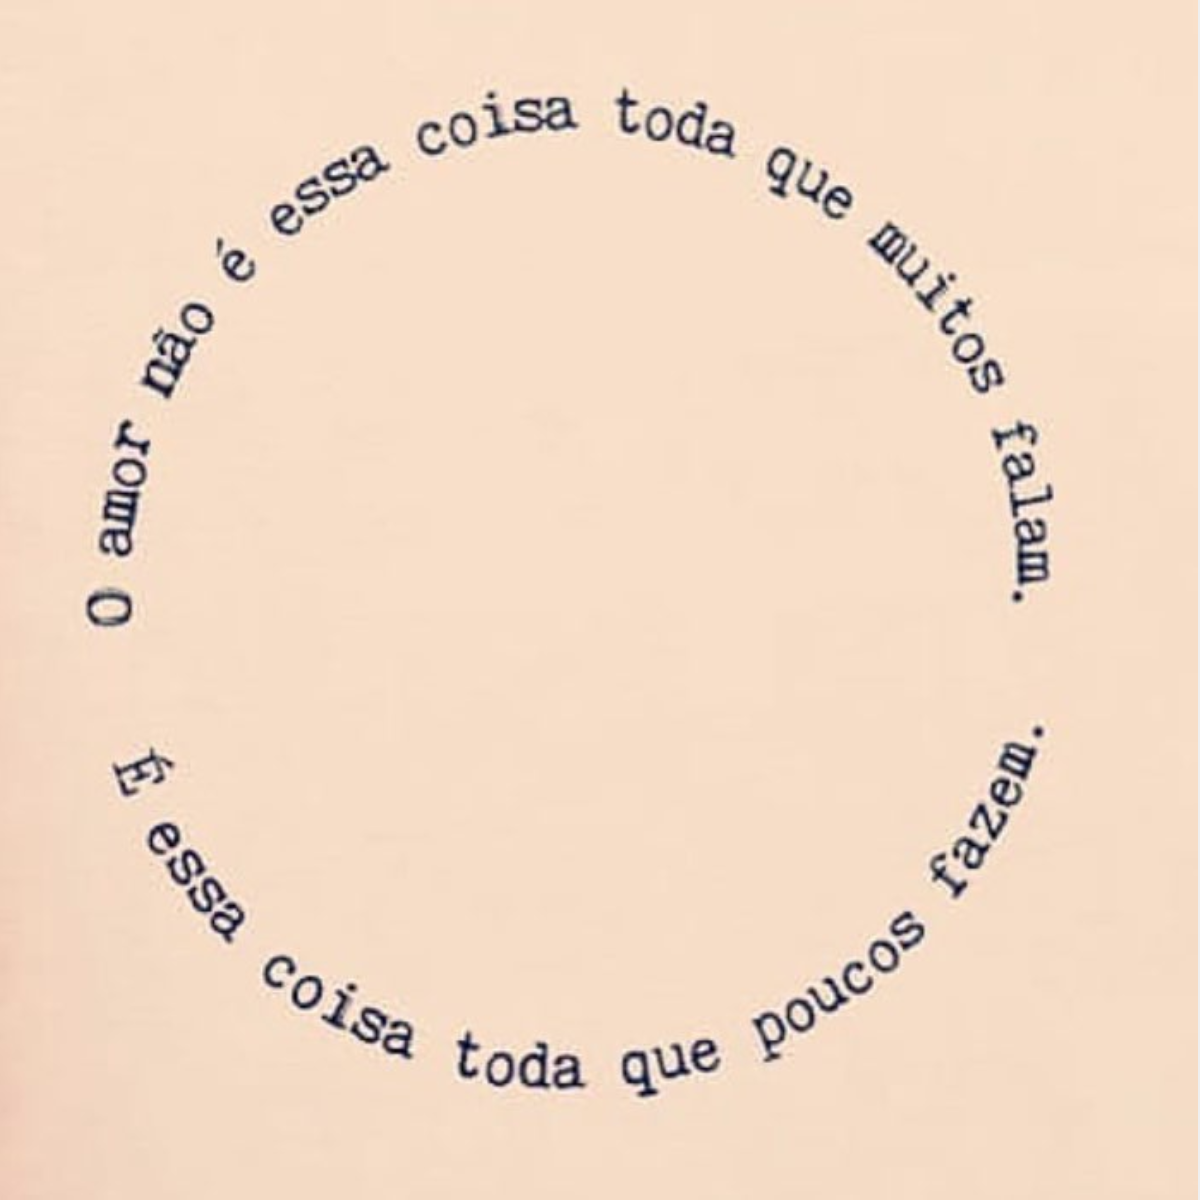 O amor não é essa coisa toda que muitos falam.
É essa coisa toda que poucos fazem.